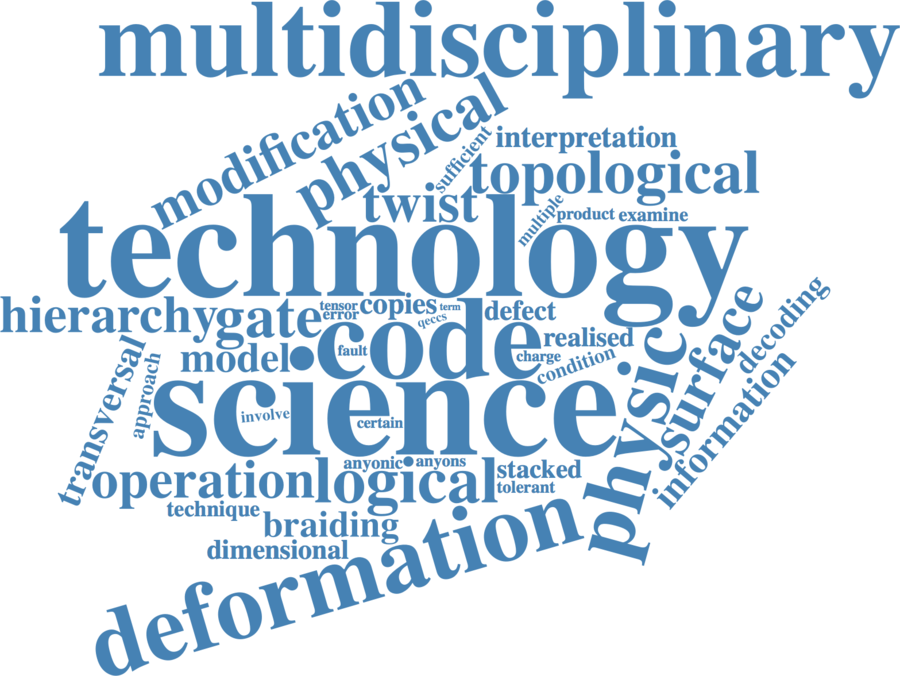 multidisciplinary
modification
physical
sufficient
interpretation
topological
twist
multiple
product
examine
technology
hierarchy
gate
tensor
error
copies
term
qeccs
defect
code
realised
model
fault
charge
condition
surface
decoding
transversal
approach
science
involve
certain
physic
information
operation
logical
anyonic
anyons
stacked
tolerant
technique
braiding
dimensional
deformation